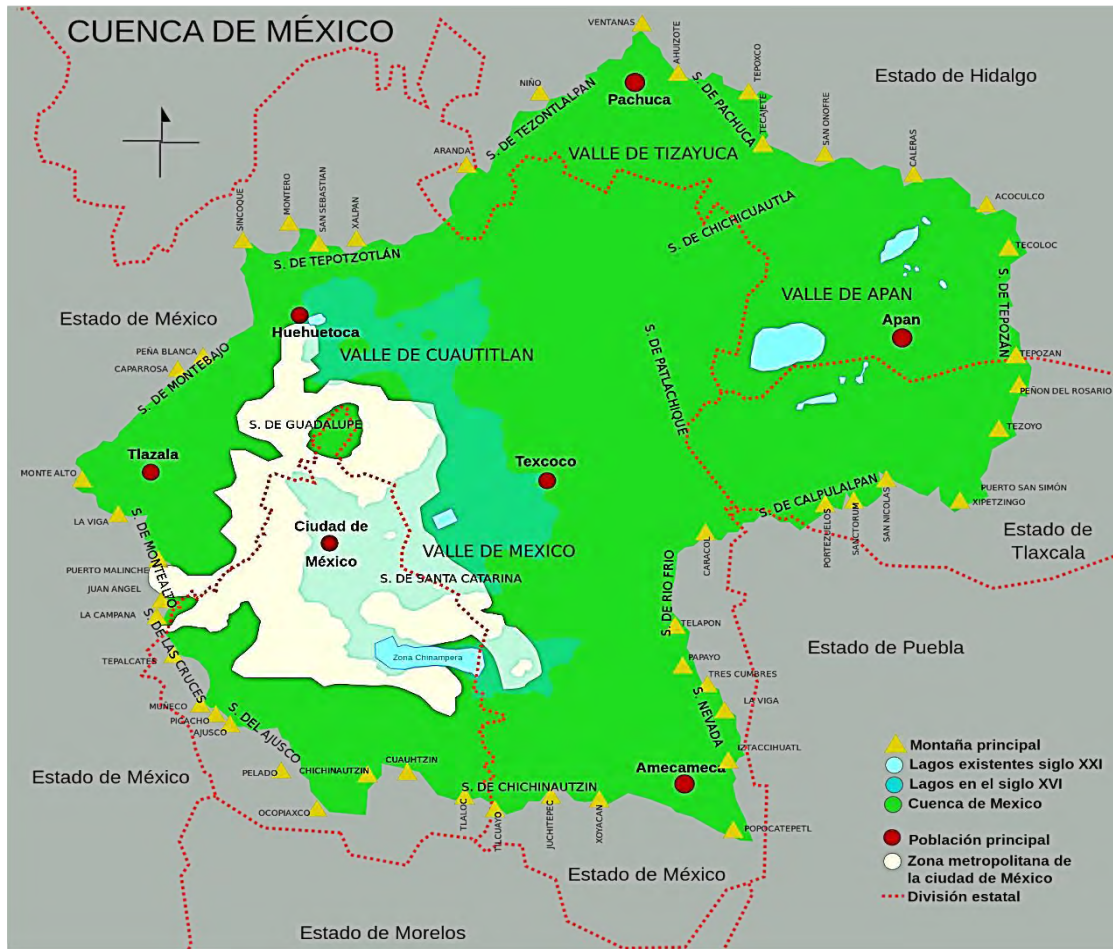 CUENCA DE MÉXICO
VENTANAS
AHUIZOTE
TEPOXCO
NIÑO
Pachuca
S. DE PACHUCA
TECAJETE
Estado de Hidalgo
S. DE TEZONTLALPAN
VALLE DE TIZAYUCA
SAN ONOFRE
CALERAS
ARANDA
ACOCULCO
SINCOQUE
MONTERO
SAN SEBASTIAN
XALPAN
S. DE CHICHICUAUTLA
TECOLOC
S. DE TEPOTZOTLÁN
S. DE TEPOZÁN
VALLE DE APAN
Estado de México
Huehuetoca
Apan
PEÑA BLANCA
VALLE DE CUAUTITLAN
TEPOZAN
CAPARROSA
S. DE MONTEBAJO
S. DE PATLACHIQUE
PEÑON DEL ROSARIO
S. DE GUADALUPE
TEZOYO
Tlazala
Texcoco
MONTE ALTO
PUERTO SAN SIMÓN
S. DE CALPULALPAN
XIPETZINGO
LA VIGA
PORTEZUELOS
SANCTORUM
SAN NICOLAS
Estado de
Tlaxcala
Ciudad de
México
S. DE MONTEALTO
VALLE DE MEXICO
CARACOL
PUERTO MALINCHE
S. DE SANTA CATARINA
JUAN ANGEL
S. DE RIO FRIO
LA CAMPANA
TELAPON
S. DE LAS CRUCES
Zona Chinampera
Estado de Puebla
TEPALCATES
PAPAYO
TRES CUMBRES
MUÑECO
S. NEVADA
LA VIGA
PICACHO
AJUSCO
S. DEL AJUSCO
IZTACCIHUATL
Estado de México
PELADO
CHICHINAUTZIN
CUAUHTZIN
Amecameca
S. DE CHICHINAUTZIN
OCOPIAXCO
TLALOC
TILCUAYO
JUCHITEPEC
XOYACAN
POPOCATEPETL
Estado de México
Estado de Morelos
Montaña principal
Lagos existentes siglo XXI
Lagos en el siglo XVI
Cuenca de Mexico
Población principal
Zona metropolitana de
la ciudad de México
División estatal